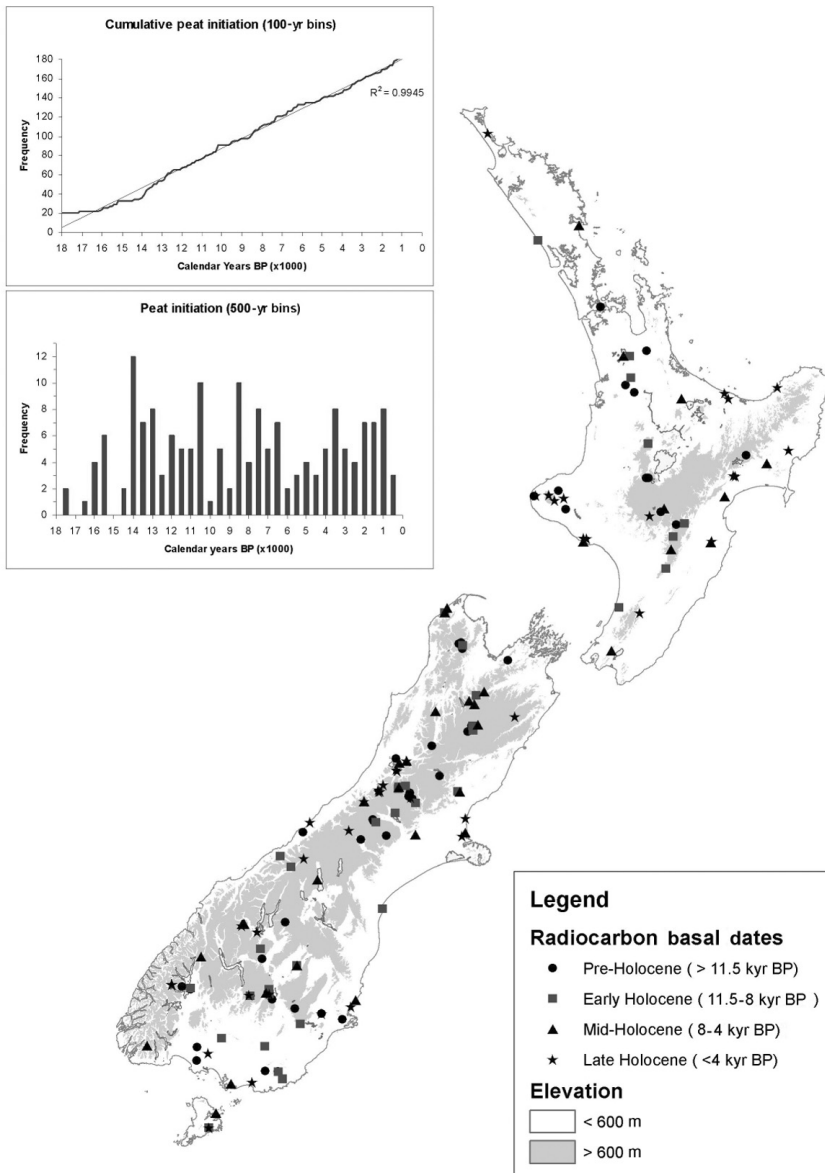 Cumulative peat initiation (100-yr bins)
180
160
140
120
100
80
60
40
20
0
Frequency
R² = 0.9945
18 17 16 15 14 13 12 11 10 9 8 7 6 5 4 3 2 1 0
Calendar Years BP (x1000)
Peat initiation (500-yr bins)
12
10
8
6
4
2
0
Frequency
18 17 16 15 14 13 12 11 10 9 8 7 6 5 4 3 2 1 0
Calendar years BP (x1000)
Legend
Radiocarbon basal dates
Pre-Holocene ( > 11.5 kyr BP)
Early Holocene ( 11.5-8 kyr BP )
Mid-Holocene ( 8-4 kyr BP)
Late Holocene ( <4 kyr BP)
Elevation
< 600 m
> 600 m